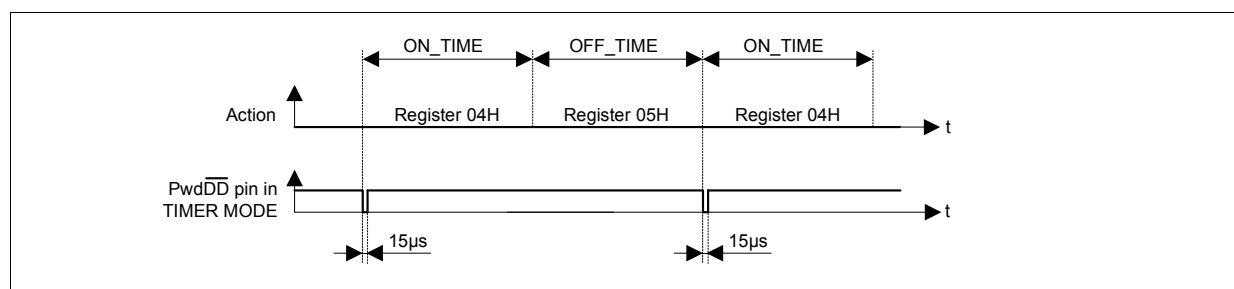 ON_TIME OFF_TIME ON_TIME
Action Register 04H Register 05H Register 04H t
PwdDD pin in
TIMER MODE t
15µs 15µs